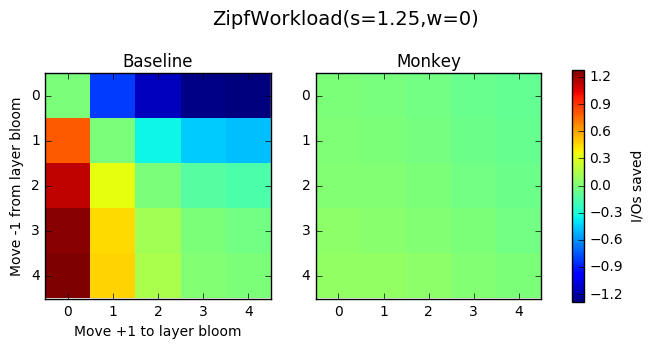 ZipfWorkload(s=1.25,w=0)
Baseline
Monkey
Move -1 from layer bloom
0
1
2
3
4
0 1 2 3 4
Move +1 to layer bloom
0
1
2
3
4
0 1 2 3 4
1.2
0.9
0.6
0.3
0.0
−0.3
−0.6
−0.9
−1.2
I/Os saved